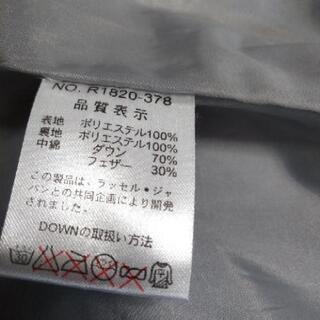 NO. R1820-378
品質表示
表地 ポリエステル100%
裏地 ポリエステル100%
中綿 ダウン 70%
フェザー 30%
この製品は、ラッセル・ジャ
パンとの共同企画により開発
されました。
DOWNの取扱い方法